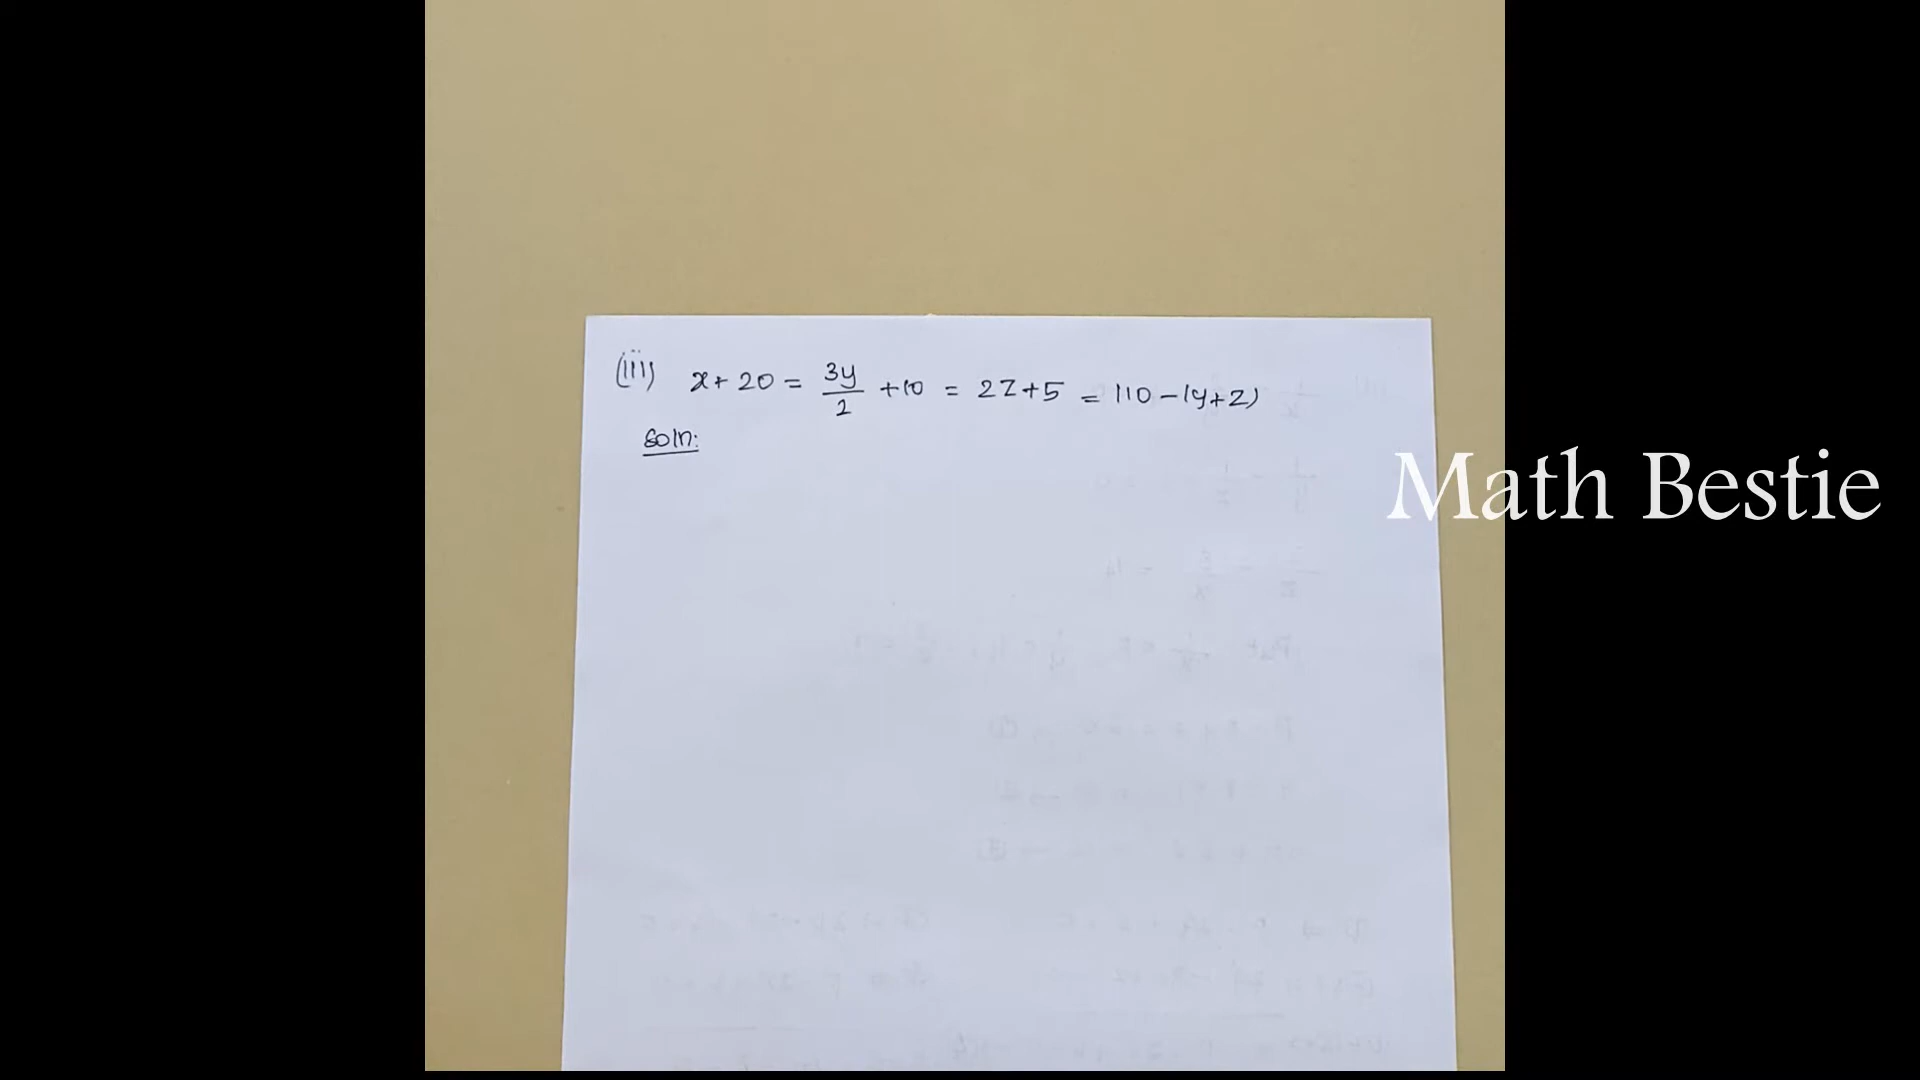 (iii) x + 20 = 3y/2 + 10 = 2z + 5 = 110 - (y + z)
Soln:
Math Bestie